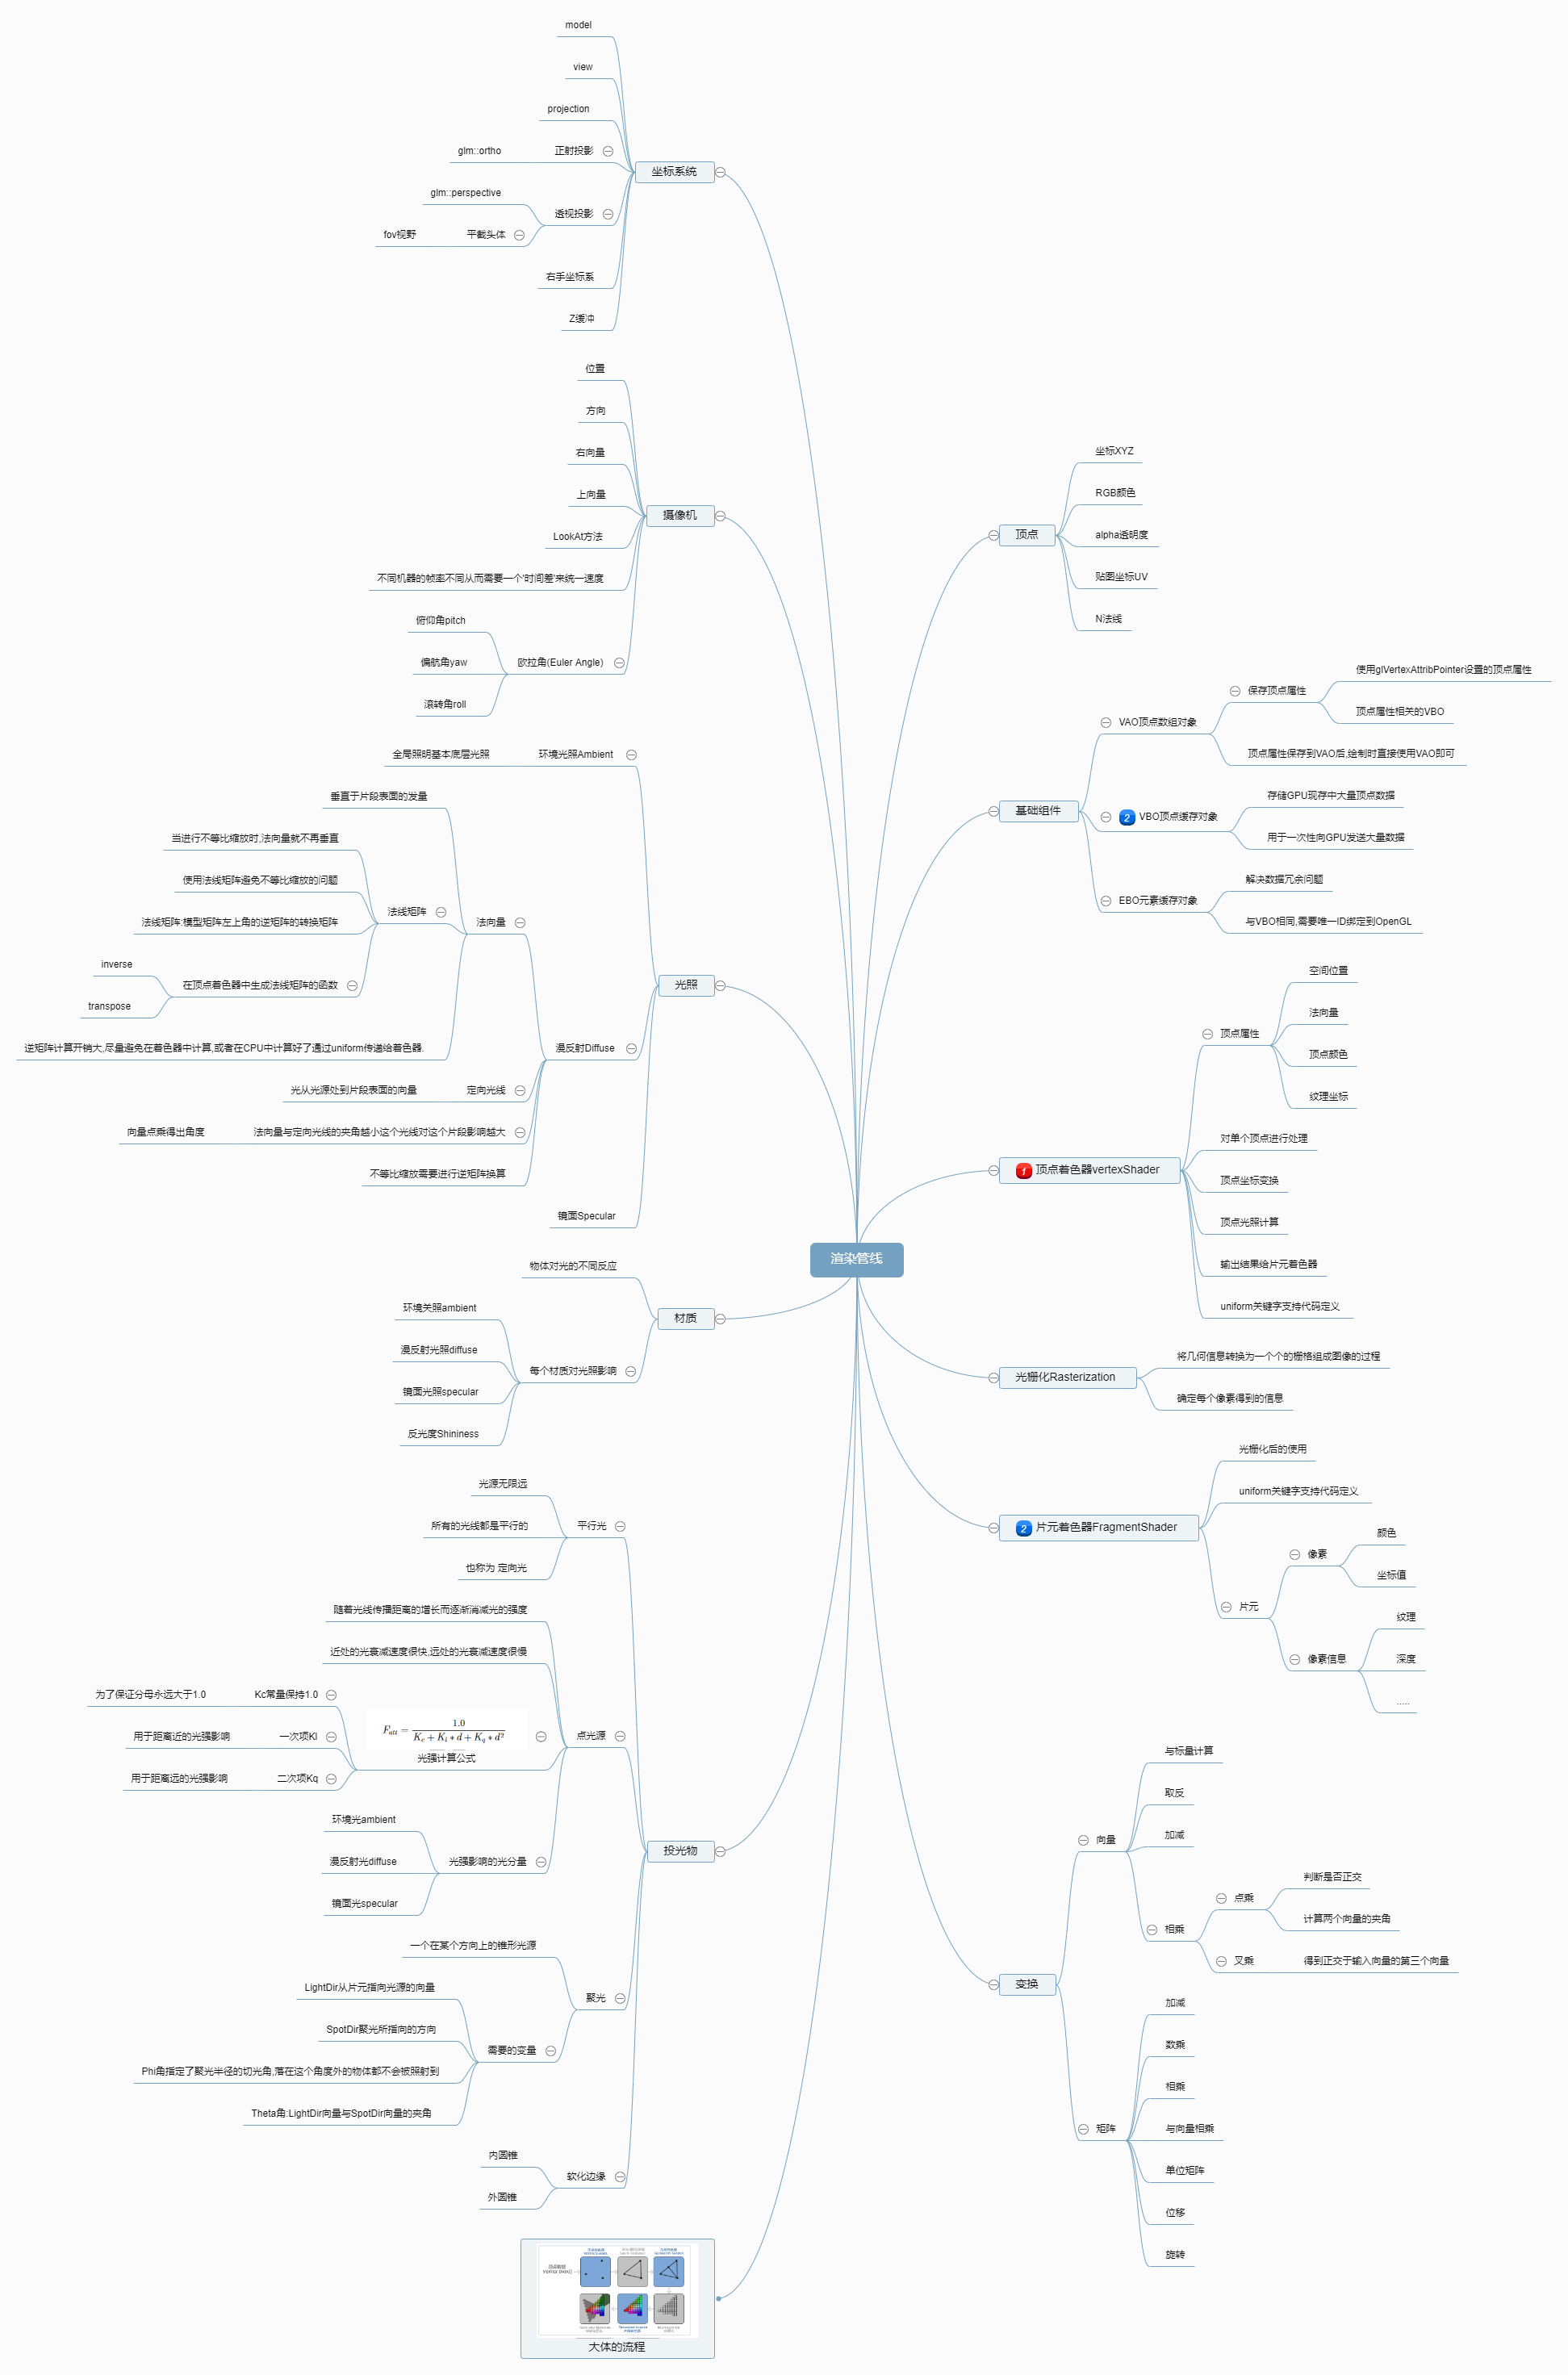 渲染管线
坐标系统
model
view
projection
正射投影
glm::ortho
透视投影
glm::perspective
平截头体
fov视野
右手坐标系
Z缓冲
摄像机
位置
方向
右向量
上向量
LookAt方法
不同机器的帧率不同从而需要一个'时间差'来统一速度
欧拉角(Euler Angle)
俯仰角pitch
偏航角yaw
滚转角roll
光照
环境光照Ambient
全局照明基本底层光照
漫反射Diffuse
法向量
垂直于片段表面的发量
法线矩阵
当进行不等比缩放时,法向量就不再垂直
使用法线矩阵避免不等比缩放的问题
法线矩阵:模型矩阵左上角的逆矩阵的转换矩阵
在顶点着色器中生成法线矩阵的函数
inverse
transpose
逆矩阵计算开销大,尽量避免在着色器中计算,或者在CPU中计算好了通过uniform传递给着色器.
定向光线
光从光源处到片段表面的向量
法向量与定向光线的夹角越小这个光线对这个片段影响越大
向量点乘得出角度
不等比缩放需要进行逆矩阵换算
镜面Specular
材质
物体对光的不同反应
每个材质对光照影响
环境关照ambient
漫反射光照diffuse
镜面光照specular
反光度Shininess
投光物
平行光
光源无限远
所有的光线都是平行的
也称为 定向光
点光源
随着光线传播距离的增长而逐渐消减光的强度
近处的光衰减速度很快,远处的光衰减速度很慢
F_att = 1.0 / (K_c + K_l * d + K_q * d²)
光强计算公式
Kc常量保持1.0
为了保证分母永远大于1.0
一次项Kl
用于距离近的光强影响
二次项Kq
用于距离远的光强影响
光强影响的光分量
环境光ambient
漫反射光diffuse
镜面光specular
聚光
一个在某个方向上的锥形光源
需要的变量
LightDir从片元指向光源的向量
SpotDir聚光所指向的方向
Phi角指定了聚光半径的切光角,落在这个角度外的物体都不会被照射到
Theta角:LightDir向量与SpotDir向量的夹角
软化边缘
内圆锥
外圆锥
大体的流程
顶点
坐标XYZ
RGB颜色
alpha透明度
贴图坐标UV
N法线
基础组件
VAO顶点数组对象
保存顶点属性
使用glVertexAttribPointer设置的顶点属性
顶点属性相关的VBO
顶点属性保存到VAO后,绘制时直接使用VAO即可
2 VBO顶点缓存对象
存储GPU现存中大量顶点数据
用于一次性向GPU发送大量数据
EBO元素缓存对象
解决数据冗余问题
与VBO相同,需要唯一ID绑定到OpenGL
1 顶点着色器vertexShader
顶点属性
空间位置
法向量
顶点颜色
纹理坐标
对单个顶点进行处理
顶点坐标变换
顶点光照计算
输出结果给片元着色器
uniform关键字支持代码定义
光栅化Rasterization
将几何信息转换为一个个的栅格组成图像的过程
确定每个像素得到的信息
2 片元着色器FragmentShader
光栅化后的使用
uniform关键字支持代码定义
片元
像素
颜色
坐标值
像素信息
纹理
深度
.....
变换
向量
与标量计算
取反
加减
相乘
点乘
判断是否正交
计算两个向量的夹角
叉乘
得到正交于输入向量的第三个向量
矩阵
加减
数乘
相乘
与向量相乘
单位矩阵
位移
旋转